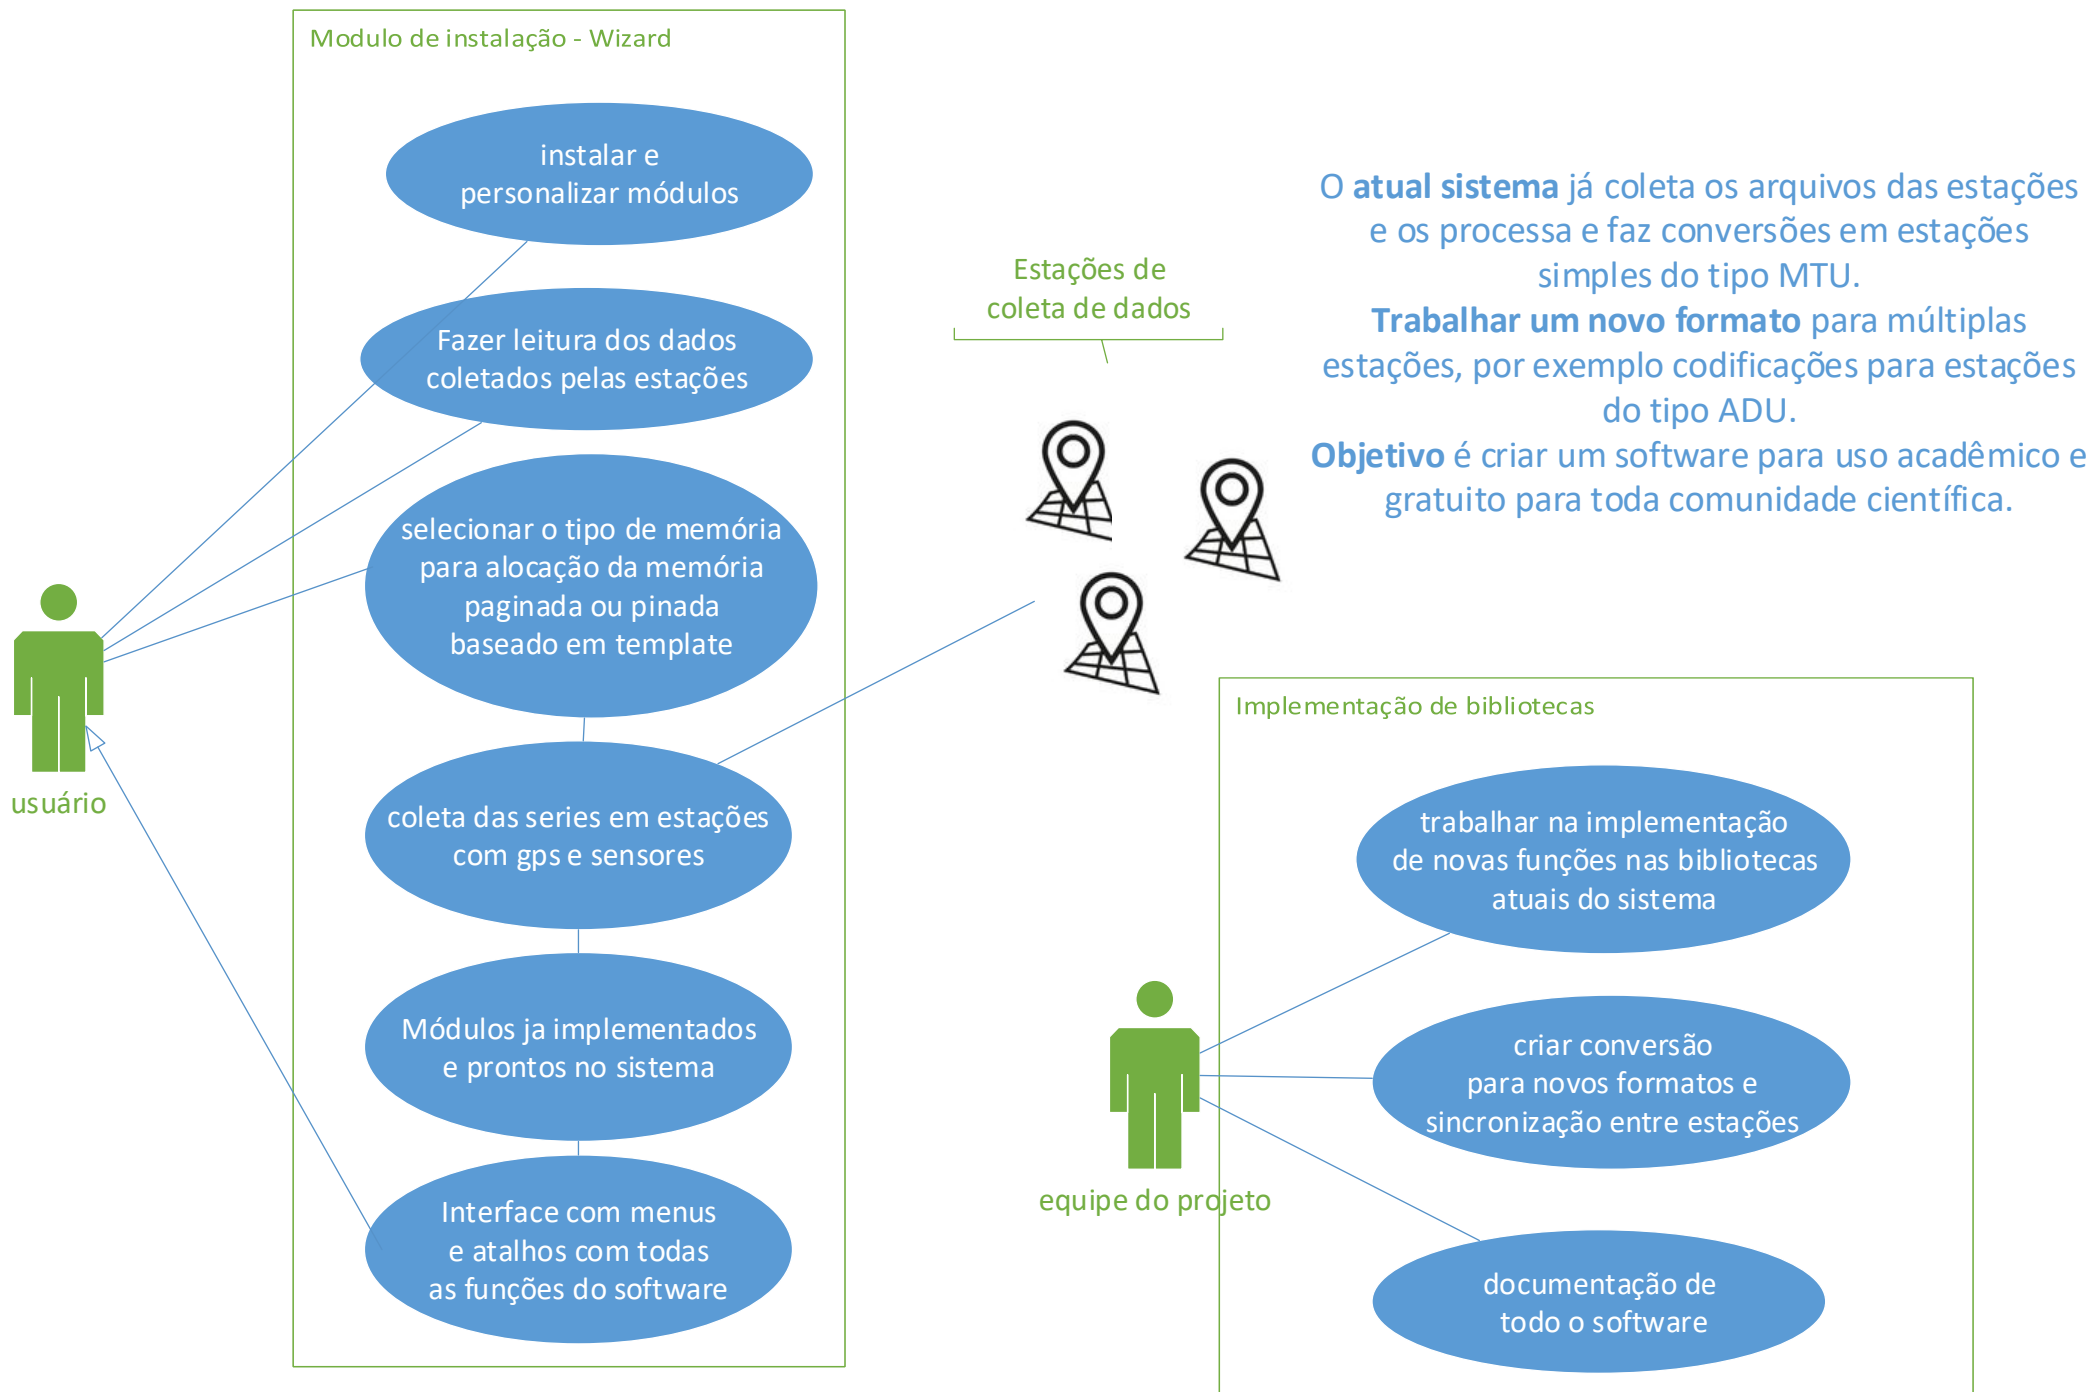 Modulo de instalação - Wizard
instalar e
personalizar módulos
Fazer leitura dos dados
coletados pelas estações
selecionar o tipo de memória
para alocação da memória
paginada ou pinada
baseado em template
coleta das series em estações
com gps e sensores
Módulos ja implementados
e prontos no sistema
Interface com menus
e atalhos com todas
as funções do software
usuário
Estações de
coleta de dados
O atual sistema já coleta os arquivos das estações
e os processa e faz conversões em estações
simples do tipo MTU.
Trabalhar um novo formato para múltiplas
estações, por exemplo codificações para estações
do tipo ADU.
Objetivo é criar um software para uso acadêmico e
gratuito para toda comunidade científica.
Implementação de bibliotecas
trabalhar na implementação
de novas funções nas bibliotecas
atuais do sistema
criar conversão
para novos formatos e
sincronização entre estações
documentação de
todo o software
equipe do projeto